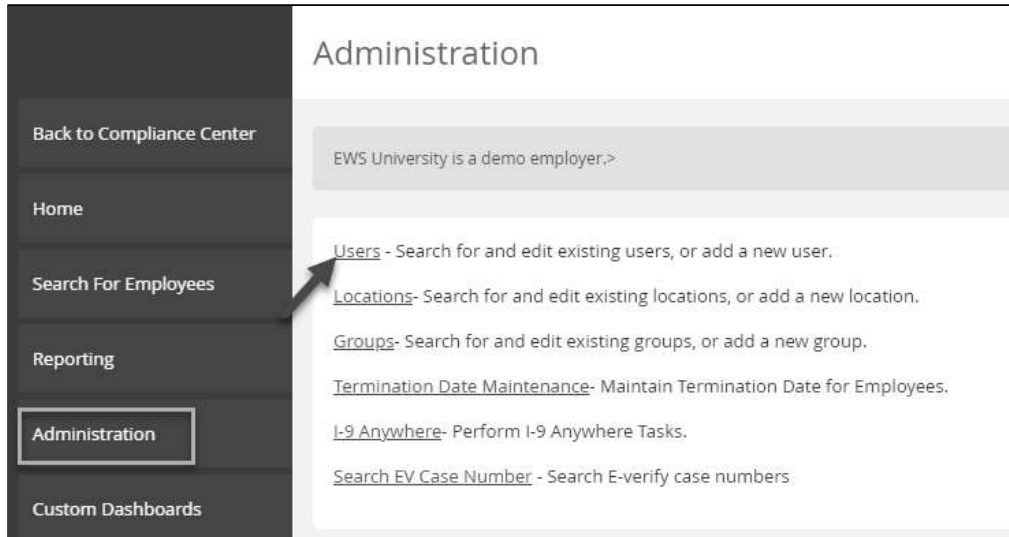 Administration
Back to Compliance Center
EWS University is a demo employer.>
Home
Users - Search for and edit existing users, or add a new user.
Search For Employees
Locations- Search for and edit existing locations, or add a new location.
Groups- Search for and edit existing groups, or add a new group.
Reporting
Termination Date Maintenance- Maintain Termination Date for Employees.
Administration
I-9 Anywhere- Perform I-9 Anywhere Tasks.
Search EV Case Number - Search E-verify case numbers
Custom Dashboards